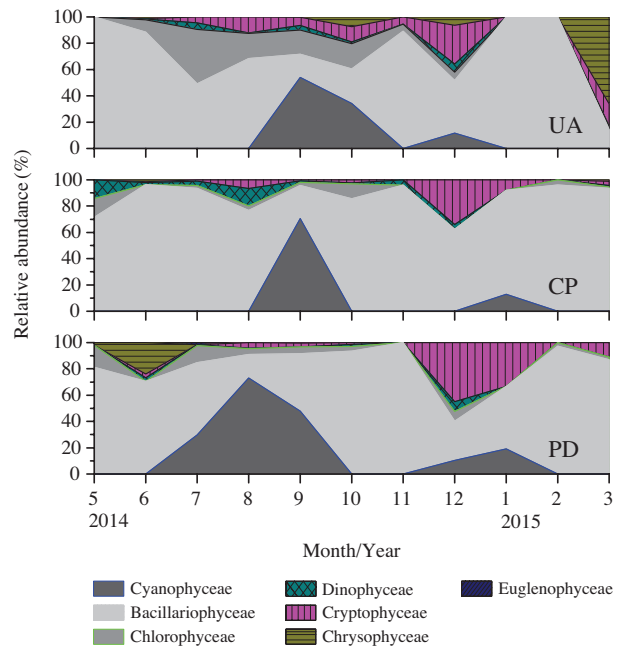 100
80
60
40
20
0
UA
100
80
60
40
20
0
CP
100
80
60
40
20
0
PD
Relative abundance (%)
5 6 7 8 9 10 11 12 1 2 3
2014 2015
Month/Year
Cyanophyceae Dinophyceae Euglenophyceae
Bacillariophyceae Cryptophyceae
Chlorophyceae Chrysophyceae